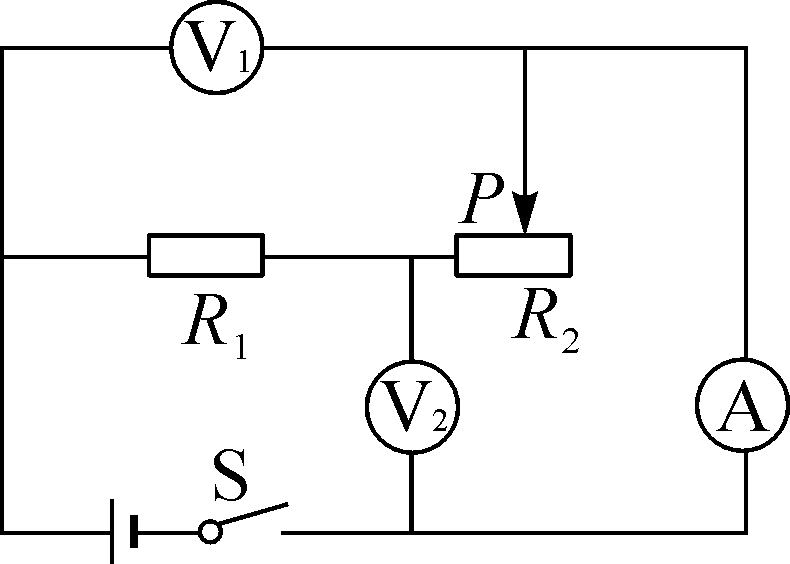 V₁
P
R₁
R₂
V₂
A
S